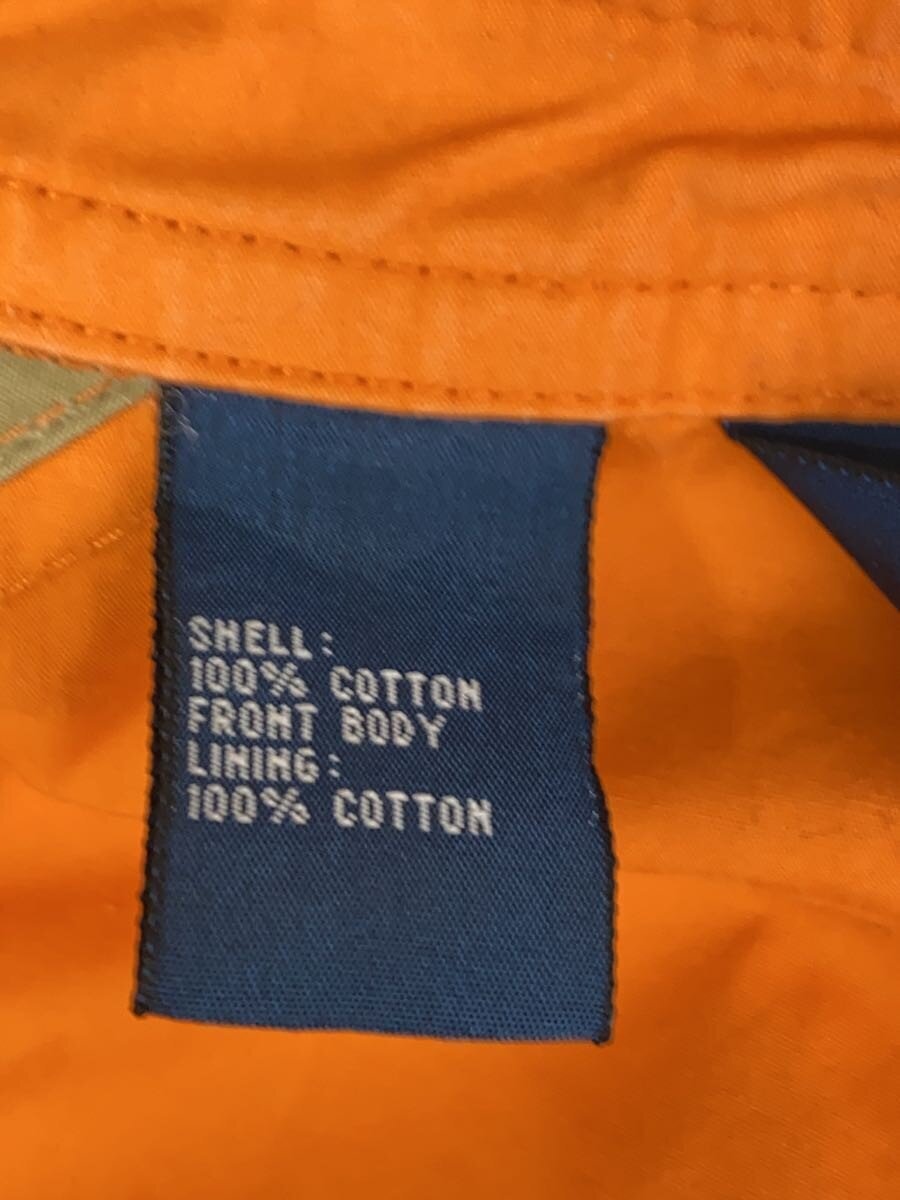 SHELL:
100% COTTON
FRONT BODY
LINING:
100% COTTON